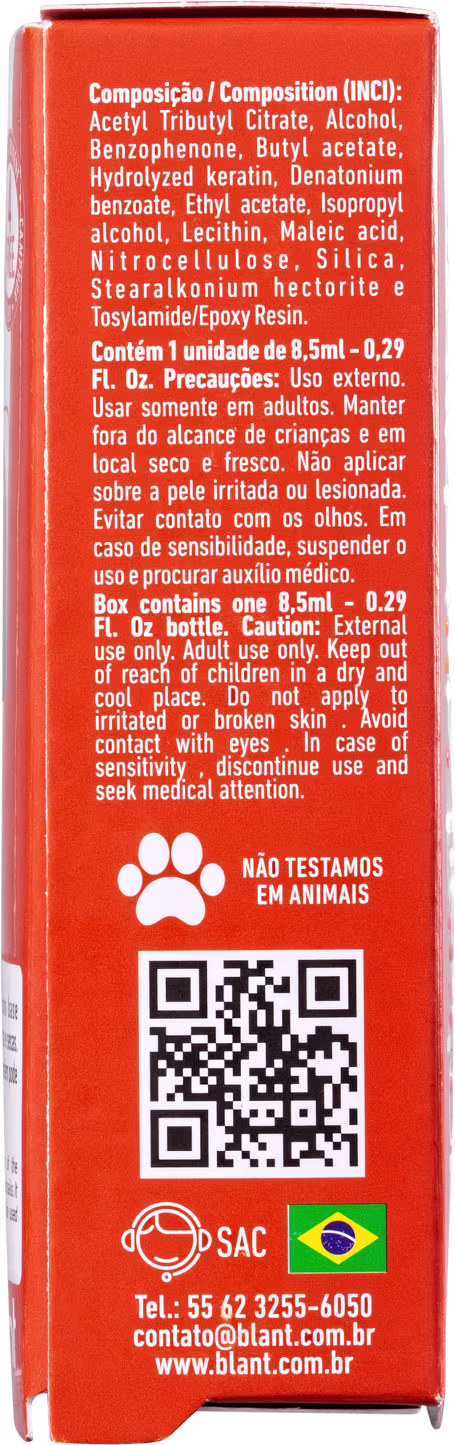 Composição / Composition (INCI):
Acetyl Tributyl Citrate, Alcohol,
Benzophenone, Butyl acetate,
Hydrolyzed keratin, Denatonium
benzoate, Ethyl acetate, Isopropyl
alcohol, Lecithin, Maleic acid,
Nitrocellulose, Silica,
Stearalkonium hectorite e
Tosylamide/Epoxy Resin.
Contém 1 unidade de 8,5ml - 0,29
Fl. Oz. Precauções: Uso externo.
Usar somente em adultos. Manter
fora do alcance de crianças e em
local seco e fresco. Não aplicar
sobre a pele irritada ou lesionada.
Evitar contato com os olhos. Em
caso de sensibilidade, suspender o
uso e procurar auxílio médico.
Box contains one 8,5ml - 0.29
Fl. Oz bottle. Caution: External
use only. Adult use only. Keep out
of reach of children in a dry and
cool place. Do not apply to
irritated or broken skin . Avoid
contact with eyes . In case of
sensitivity , discontinue use and
seek medical attention.
NÃO TESTAMOS
EM ANIMAIS
SAC
Tel.: 55 62 3255-6050
contato@blant.com.br
www.blant.com.br
base
pode
the
used